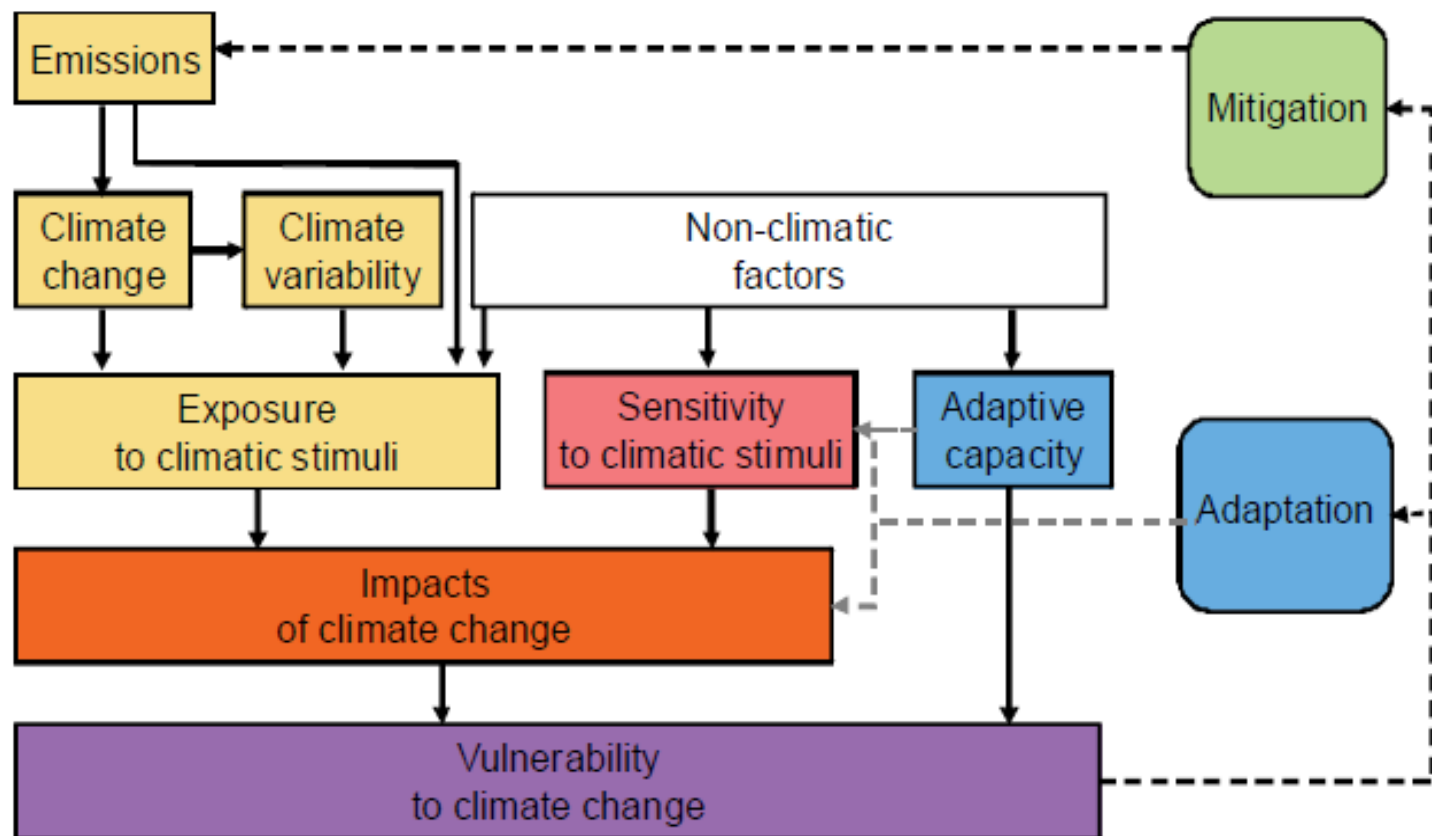 Emissions
Mitigation
Climate
change
Climate
variability
Non-climatic
factors
Exposure
to climatic stimuli
Sensitivity
to climatic stimuli
Adaptive
capacity
Adaptation
Impacts
of climate change
Vulnerability
to climate change